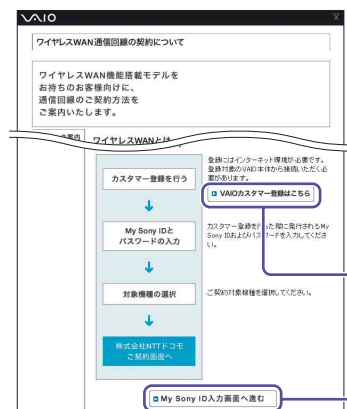 VAIO
X
ワイヤレスWAN通信回線の契約について
ワイヤレスWAN機能搭載モデルを
お持ちのお客様向けに、
通信回線のご契約方法を
ご案内いたします。
ワイヤレスWANとは
カスタマー登録を行う
登録にはインターネット環境が必要です。
登録対象のVAIO本体から接続いただく必
要があります。
VAIOカスタマー登録はこちら
My Sony IDと
パスワードの入力
カスタマー登録を行った際に発行されるMy
Sony IDおよびパスワードを入力してくださ
い。
対象機種の選択
ご契約対象機種を選択してください。
株式会社NTTドコモ
ご契約画面へ
My Sony ID入力画面へ進む